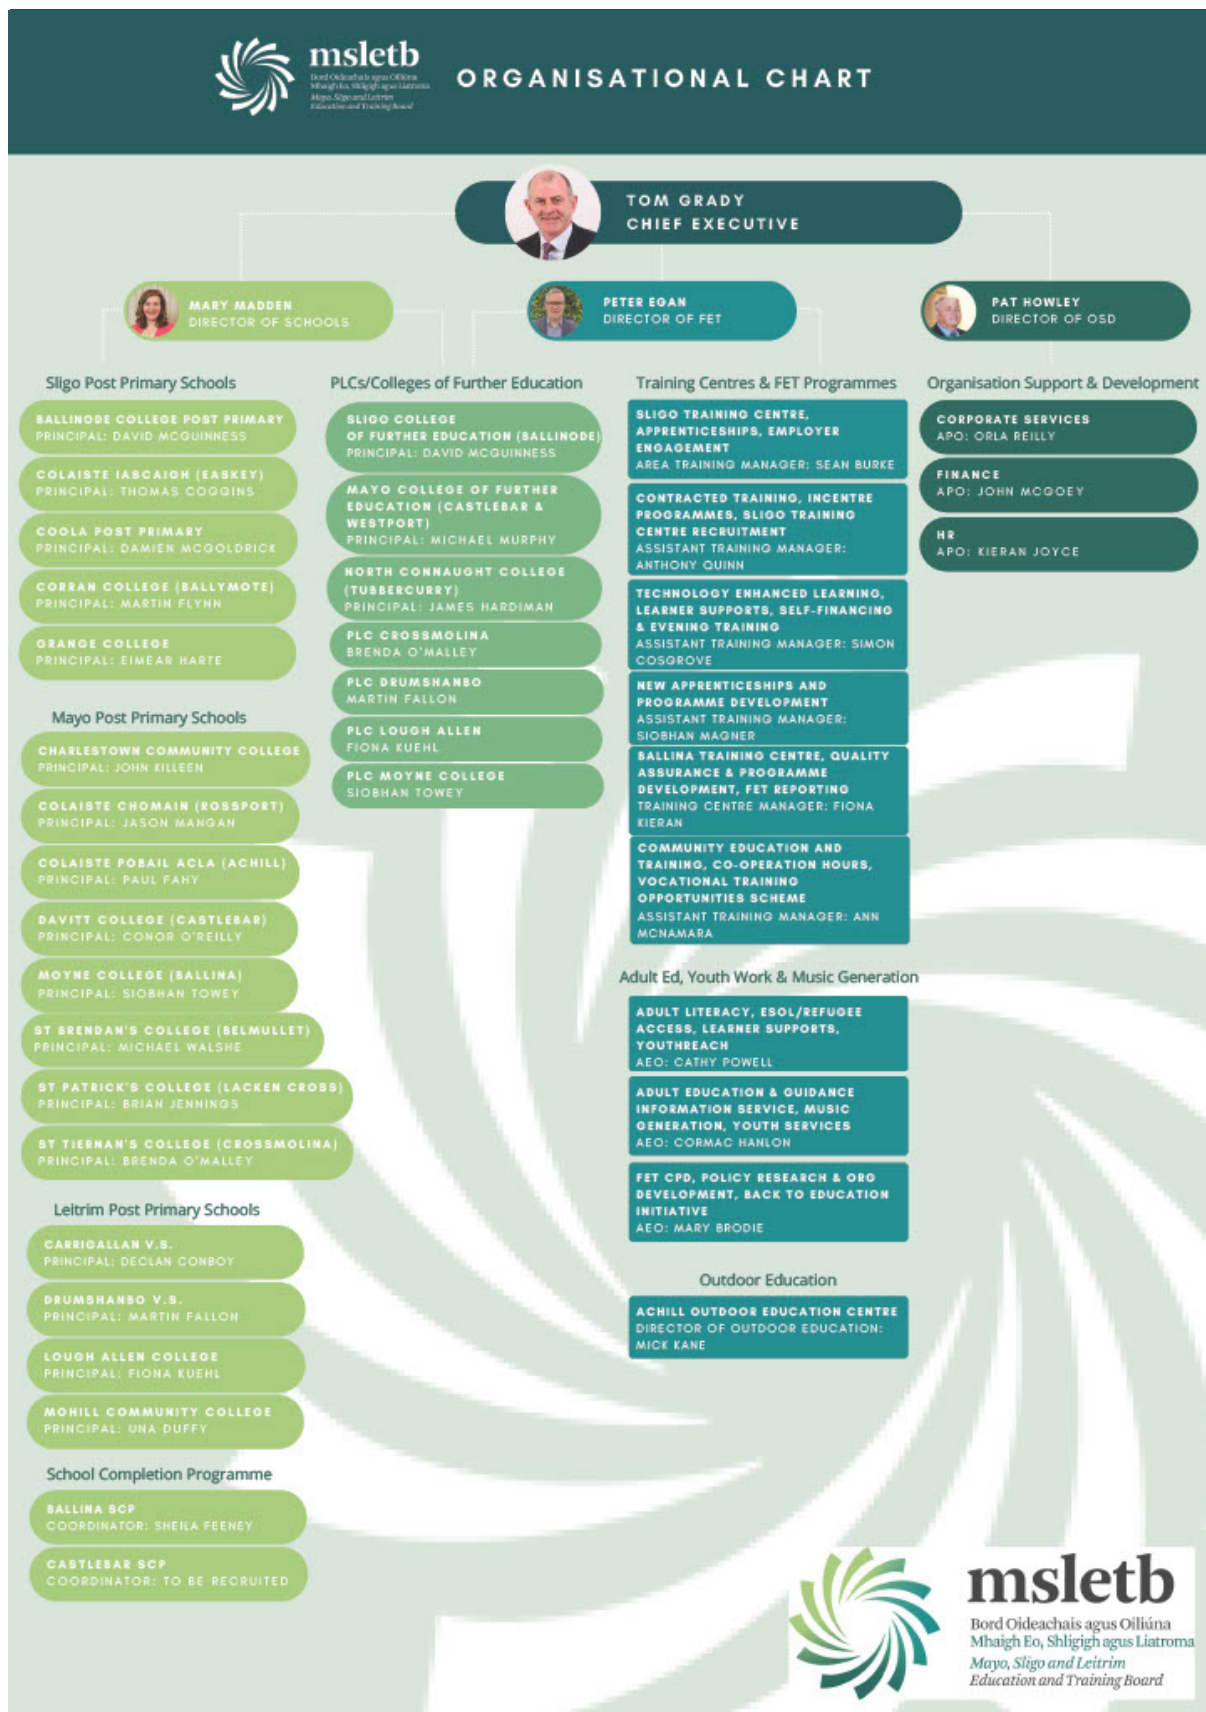 msletb
Bord Oideachais agus Oiliúna
Mhaigh Eo, Shligigh agus Liatroma
Mayo, Sligo and Leitrim
Education and Training Board
ORGANISATIONAL CHART
TOM GRADY
CHIEF EXECUTIVE
MARY MADDEN
DIRECTOR OF SCHOOLS
PETER EGAN
DIRECTOR OF FET
PAT HOWLEY
DIRECTOR OF OSD
Sligo Post Primary Schools
BALLINODE COLLEGE POST PRIMARY
PRINCIPAL: DAVID MCGUINNESS
COLAISTE IASCAIGH (EASKEY)
PRINCIPAL: THOMAS COGGINS
COOLA POST PRIMARY
PRINCIPAL: DAMIEN MCGOLDRICK
CORRAN COLLEGE (BALLYMOTE)
PRINCIPAL: MARTIN FLYNN
GRANGE COLLEGE
PRINCIPAL: EIMEAR HARTE
Mayo Post Primary Schools
CHARLESTOWN COMMUNITY COLLEGE
PRINCIPAL: JOHN KILLEEN
COLAISTE CHOMAIN (ROSSPORT)
PRINCIPAL: JASON MANGAN
COLAISTE POBAIL ACLA (ACHILL)
PRINCIPAL: PAUL FAHY
DAVITT COLLEGE (CASTLEBAR)
PRINCIPAL: CONOR O'REILLY
MOYNE COLLEGE (BALLINA)
PRINCIPAL: SIOBHAN TOWEY
ST BRENDAN'S COLLEGE (BELMULLET)
PRINCIPAL: MICHAEL WALSHE
ST PATRICK'S COLLEGE (LACKEN CROSS)
PRINCIPAL: BRIAN JENNINGS
ST TIERNAN'S COLLEGE (CROSSMOLINA)
PRINCIPAL: BRENDA O'MALLEY
Leitrim Post Primary Schools
CARRIGALLAN V.S.
PRINCIPAL: DECLAN CONBOY
DRUMSHANBO V.S.
PRINCIPAL: MARTIN FALLON
LOUGH ALLEN COLLEGE
PRINCIPAL: FIONA KUEHL
MOHILL COMMUNITY COLLEGE
PRINCIPAL: UNA DUFFY
School Completion Programme
BALLINA SCP
COORDINATOR: SHEILA FEENEY
CASTLEBAR SCP
COORDINATOR: TO BE RECRUITED
PLCs/Colleges of Further Education
SLIGO COLLEGE
OF FURTHER EDUCATION (BALLINODE)
PRINCIPAL: DAVID MCGUINNESS
MAYO COLLEGE OF FURTHER
EDUCATION (CASTLEBAR &
WESTPORT)
PRINCIPAL: MICHAEL MURPHY
NORTH CONNAUGHT COLLEGE
(TUBBERCURRY)
PRINCIPAL: JAMES HARDIMAN
PLC CROSSMOLINA
BRENDA O'MALLEY
PLC DRUMSHANBO
MARTIN FALLON
PLC LOUGH ALLEN
FIONA KUEHL
PLC MOYNE COLLEGE
SIOBHAN TOWEY
Training Centres & FET Programmes
SLIGO TRAINING CENTRE,
APPRENTICESHIPS, EMPLOYER
ENGAGEMENT
AREA TRAINING MANAGER: SEAN BURKE
CONTRACTED TRAINING, INCENTRE
PROGRAMMES, SLIGO TRAINING
CENTRE RECRUITMENT
ASSISTANT TRAINING MANAGER:
ANTHONY QUINN
TECHNOLOGY ENHANCED LEARNING,
LEARNER SUPPORTS, SELF-FINANCING
& EVENING TRAINING
ASSISTANT TRAINING MANAGER: SIMON
COSGROVE
NEW APPRENTICESHIPS AND
PROGRAMME DEVELOPMENT
ASSISTANT TRAINING MANAGER:
SIOBHAN MAGNER
BALLINA TRAINING CENTRE, QUALITY
ASSURANCE & PROGRAMME
DEVELOPMENT, FET REPORTING
TRAINING CENTRE MANAGER: FIONA
KIERAN
COMMUNITY EDUCATION AND
TRAINING, CO-OPERATION HOURS,
VOCATIONAL TRAINING
OPPORTUNITIES SCHEME
ASSISTANT TRAINING MANAGER: ANN
MCNAMARA
Adult Ed, Youth Work & Music Generation
ADULT LITERACY, ESOL/REFUGEE
ACCESS, LEARNER SUPPORTS,
YOUTHREACH
AEO: CATHY POWELL
ADULT EDUCATION & GUIDANCE
INFORMATION SERVICE, MUSIC
GENERATION, YOUTH SERVICES
AEO: CORMAC HANLON
FET CPD, POLICY RESEARCH & ORG
DEVELOPMENT, BACK TO EDUCATION
INITIATIVE
AEO: MARY BRODIE
Outdoor Education
ACHILL OUTDOOR EDUCATION CENTRE
DIRECTOR OF OUTDOOR EDUCATION:
MICK KANE
Organisation Support & Development
CORPORATE SERVICES
APO: ORLA REILLY
FINANCE
APO: JOHN MCGOEY
HR
APO: KIERAN JOYCE
msletb
Bord Oideachais agus Oiliúna
Mhaigh Eo, Shligigh agus Liatroma
Mayo, Sligo and Leitrim
Education and Training Board